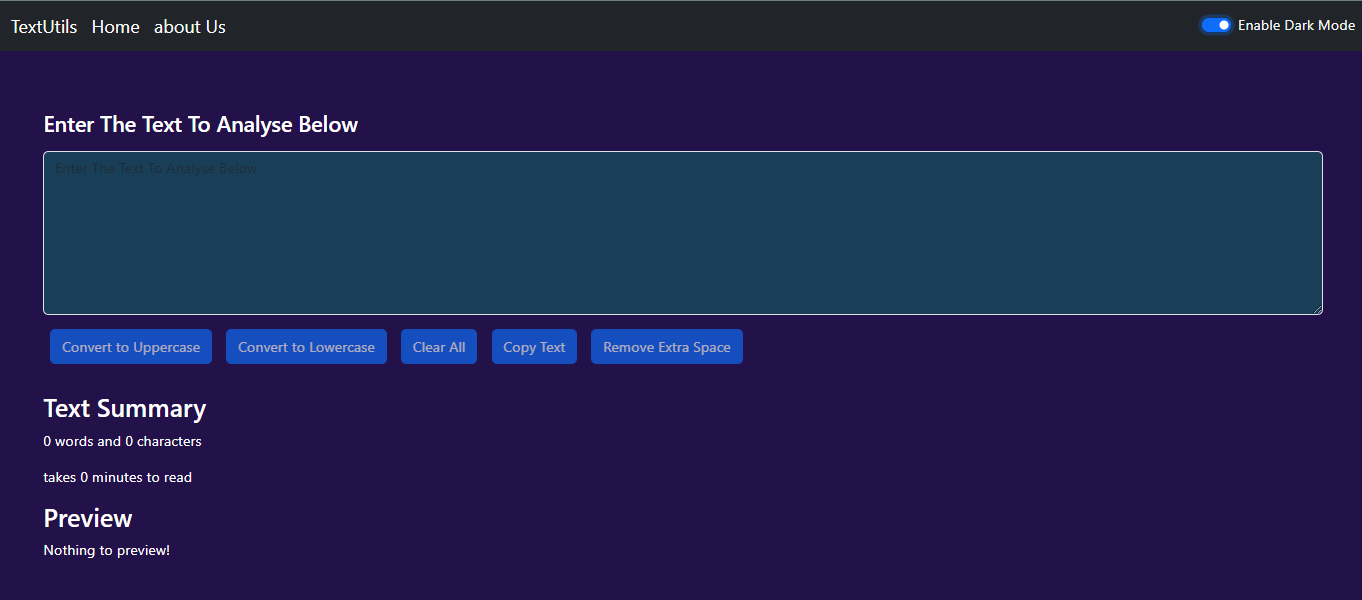 TextUtils Home about Us Enable Dark Mode
Enter The Text To Analyse Below
Enter The Text To Analyse Below
Convert to Uppercase Convert to Lowercase Clear All Copy Text Remove Extra Space
Text Summary
0 words and 0 characters
takes 0 minutes to read
Preview
Nothing to preview!